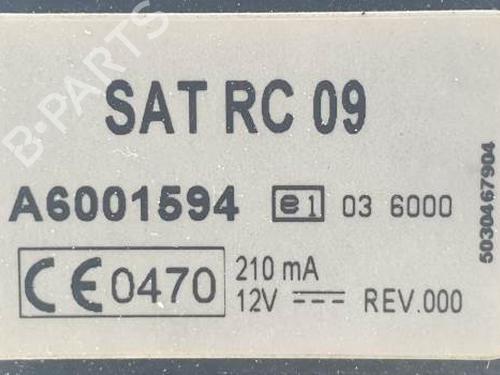 B-PARTS
SAT RC 09
A6001594 e1 03 6000
CE 0470 210 mA
12V REV.000
5030467904